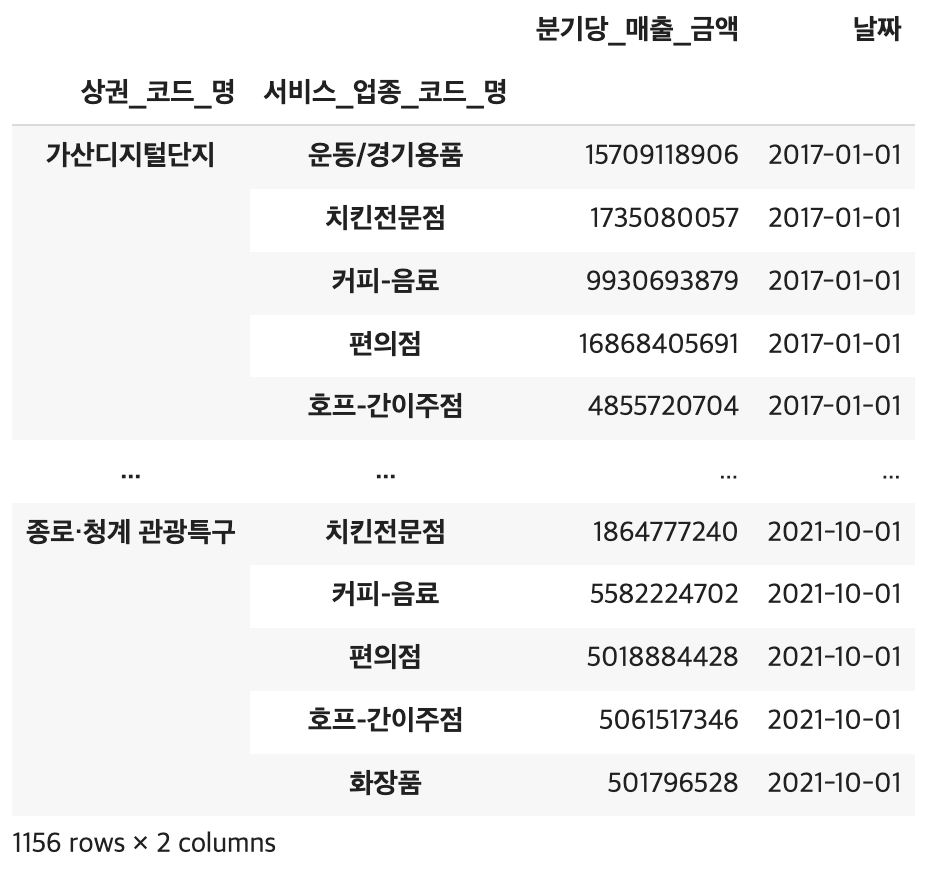 분기당_매출_금액 날짜
상권_코드_명 서비스_업종_코드_명
가산디지털단지 운동/경기용품 15709118906 2017-01-01
치킨전문점 1735080057 2017-01-01
커피-음료 9930693879 2017-01-01
편의점 16868405691 2017-01-01
호프-간이주점 4855720704 2017-01-01
... ... ... ...
종로·청계 관광특구 치킨전문점 1864777240 2021-10-01
커피-음료 5582224702 2021-10-01
편의점 5018884428 2021-10-01
호프-간이주점 5061517346 2021-10-01
화장품 501796528 2021-10-01
1156 rows × 2 columns